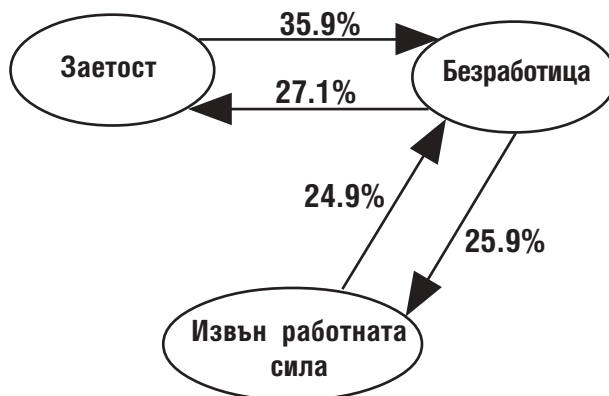 35.9%
Заетост
Безработица
27.1%
24.9%
25.9%
Извън работната
сила